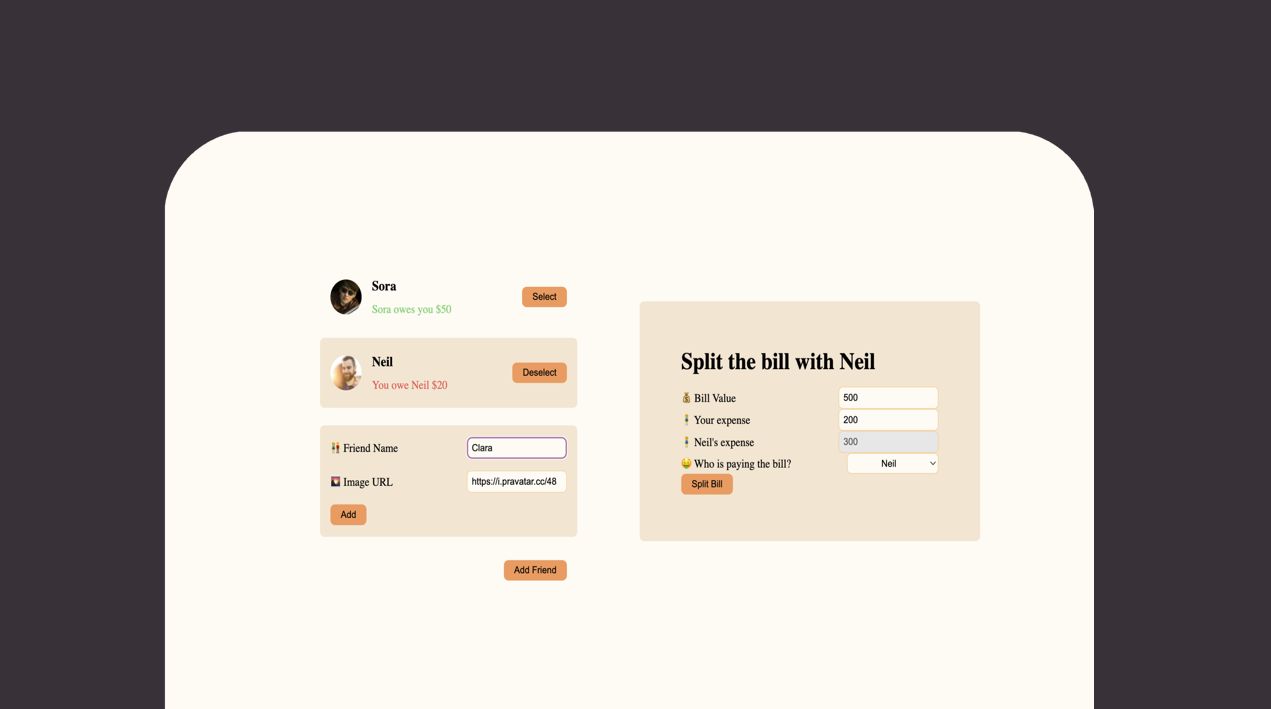 Sora
Sora owes you $50
Select
Neil
You owe Neil $20
Deselect
Friend Name
Clara
Image URL
https://i.pravatar.cc/48
Add
Add Friend
Split the bill with Neil
Bill Value
500
Your expense
200
Neil's expense
300
Who is paying the bill?
Neil
Split Bill